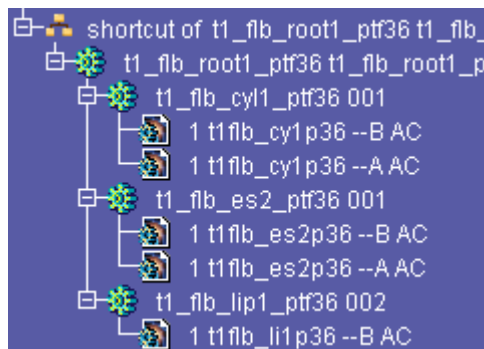 shortcut of t1_flb_root1_ptf36 t1_flb_
t1_flb_root1_ptf36 t1_flb_root1_p
t1_flb_cyl1_ptf36 001
1 t1flb_cy1p36 --B AC
1 t1flb_cy1p36 --A AC
t1_flb_es2_ptf36 001
1 t1flb_es2p36 --B AC
1 t1flb_es2p36 --A AC
t1_flb_lip1_ptf36 002
1 t1flb_li1p36 --B AC